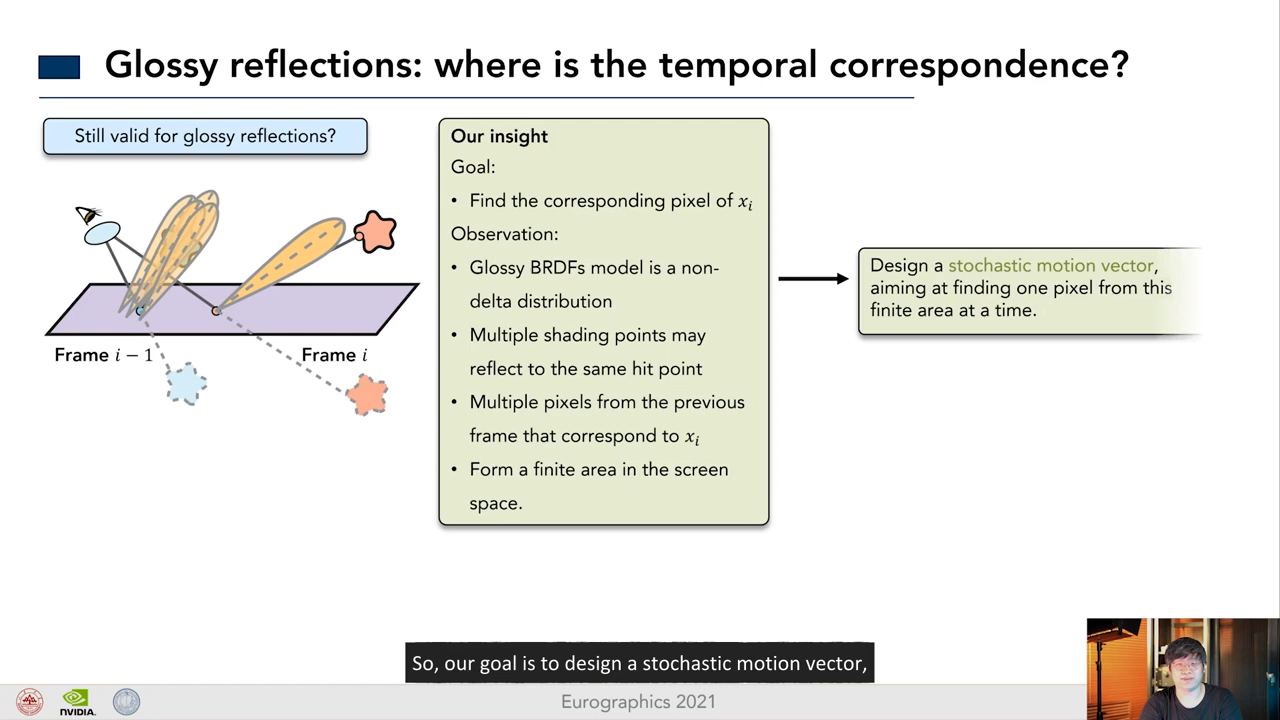 Glossy reflections: where is the temporal correspondence?
Still valid for glossy reflections?
Frame i − 1
Frame i
Our insight
Goal:
• Find the corresponding pixel of xᵢ
Observation:
• Glossy BRDFs model is a non-
delta distribution
• Multiple shading points may
reflect to the same hit point
• Multiple pixels from the previous
frame that correspond to xᵢ
• Form a finite area in the screen
space.
Design a stochastic motion vector,
aiming at finding one pixel from this
finite area at a time.
So, our goal is to design a stochastic motion vector,
NVIDIA.
Eurographics 2021